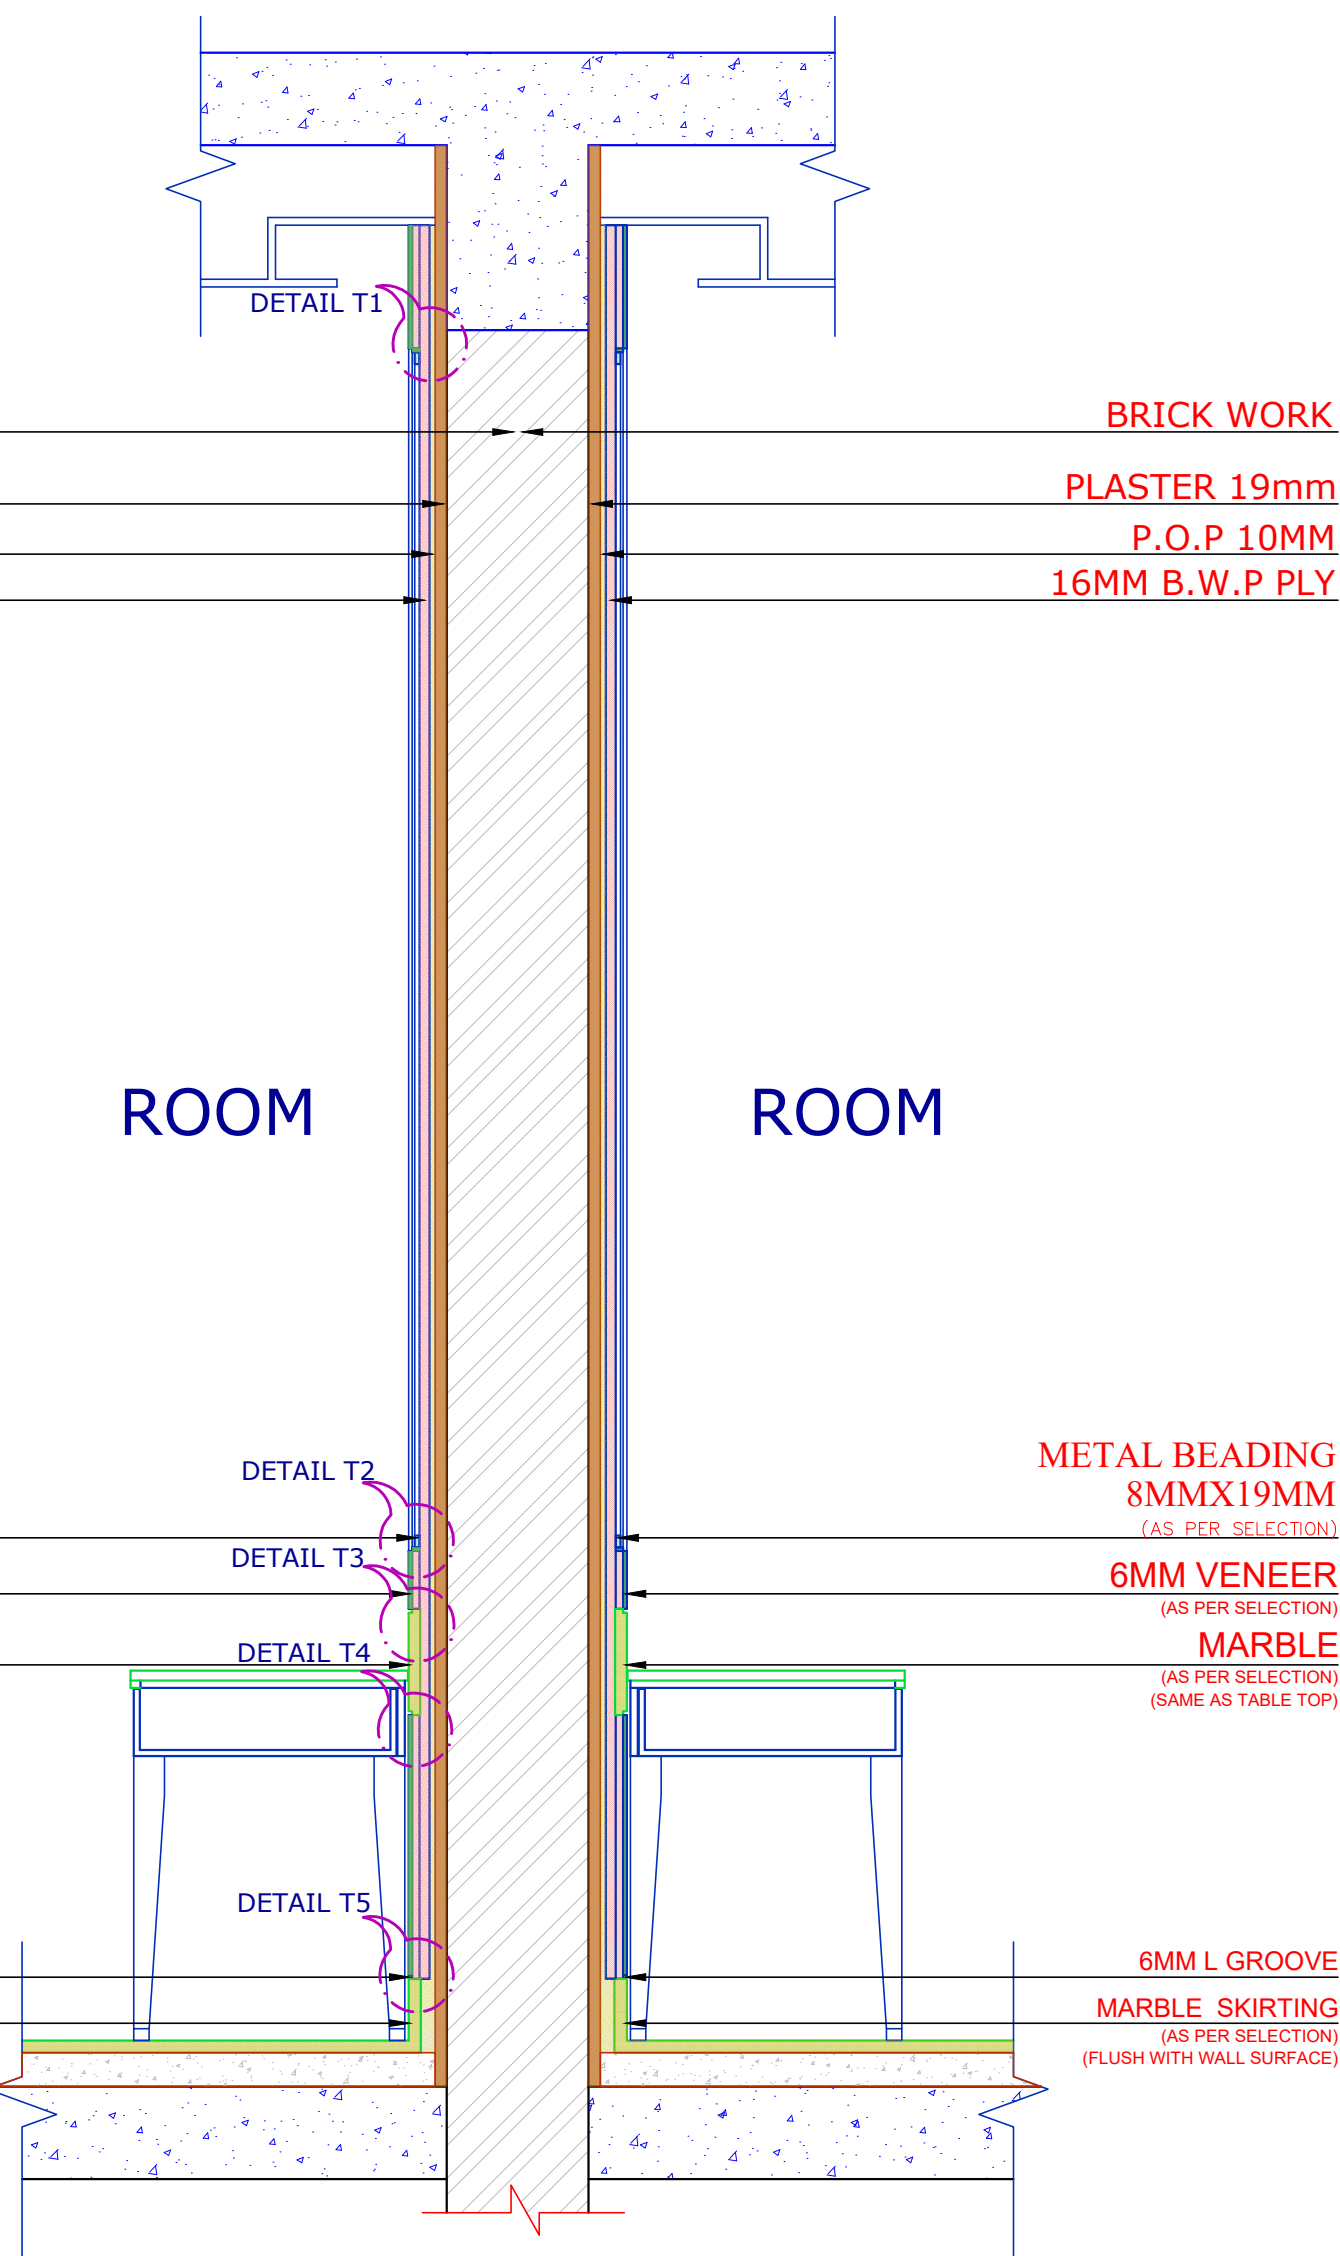 DETAIL T1
BRICK WORK
PLASTER 19mm
P.O.P 10MM
16MM B.W.P PLY
ROOM
ROOM
METAL BEADING
8MMX19MM
(AS PER SELECTION)
DETAIL T2
DETAIL T3
6MM VENEER
(AS PER SELECTION)
MARBLE
(AS PER SELECTION)
(SAME AS TABLE TOP)
DETAIL T4
DETAIL T5
6MM L GROOVE
MARBLE SKIRTING
(AS PER SELECTION)
(FLUSH WITH WALL SURFACE)